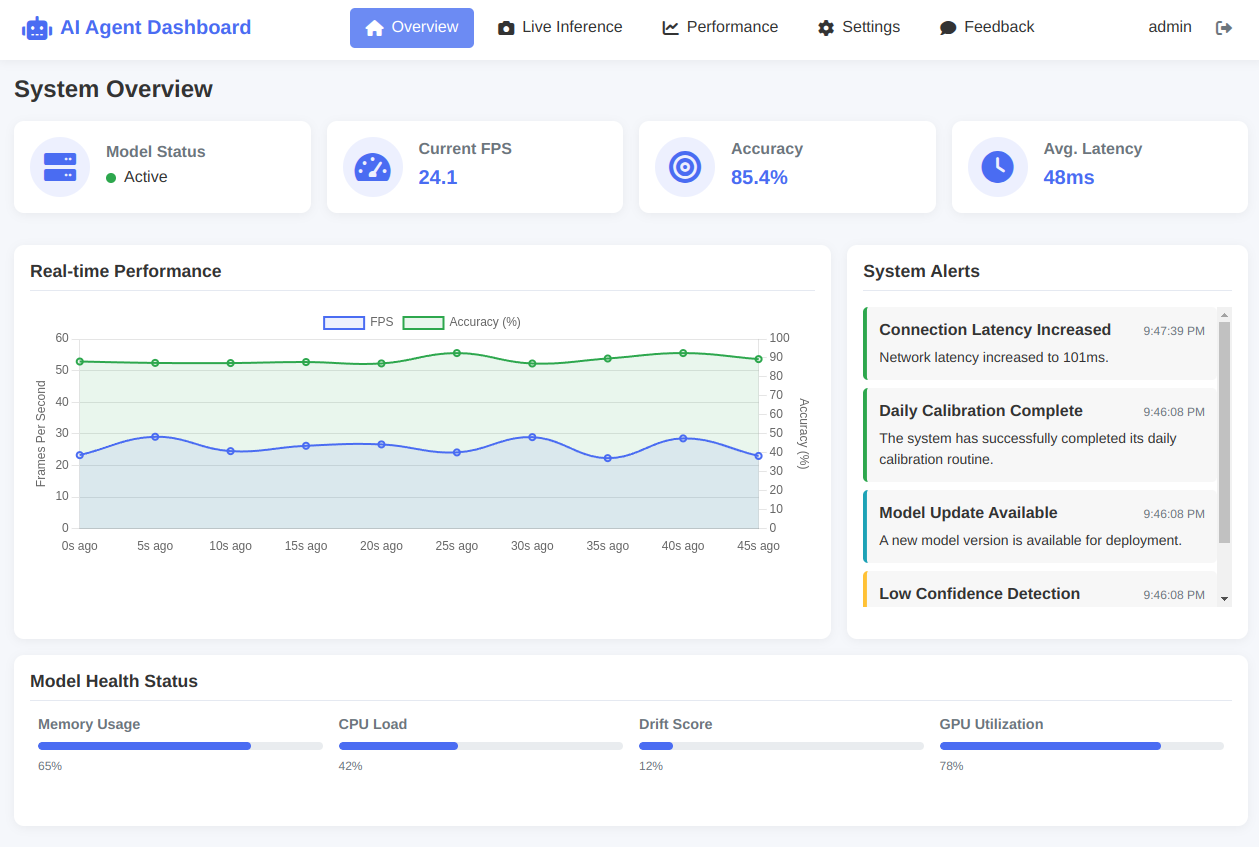 AI Agent Dashboard
Overview
Live Inference
Performance
Settings
Feedback
admin
System Overview
Model Status
Active
Current FPS
24.1
Accuracy
85.4%
Avg. Latency
48ms
Real-time Performance
FPS
Accuracy (%)
Frames Per Second
60
50
40
30
20
10
0
100
90
80
70
60
50
40
30
20
10
0
Accuracy (%)
0s ago
5s ago
10s ago
15s ago
20s ago
25s ago
30s ago
35s ago
40s ago
45s ago
System Alerts
Connection Latency Increased
9:47:39 PM
Network latency increased to 101ms.
Daily Calibration Complete
9:46:08 PM
The system has successfully completed its daily
calibration routine.
Model Update Available
9:46:08 PM
A new model version is available for deployment.
Low Confidence Detection
9:46:08 PM
Model Health Status
Memory Usage
65%
CPU Load
42%
Drift Score
12%
GPU Utilization
78%